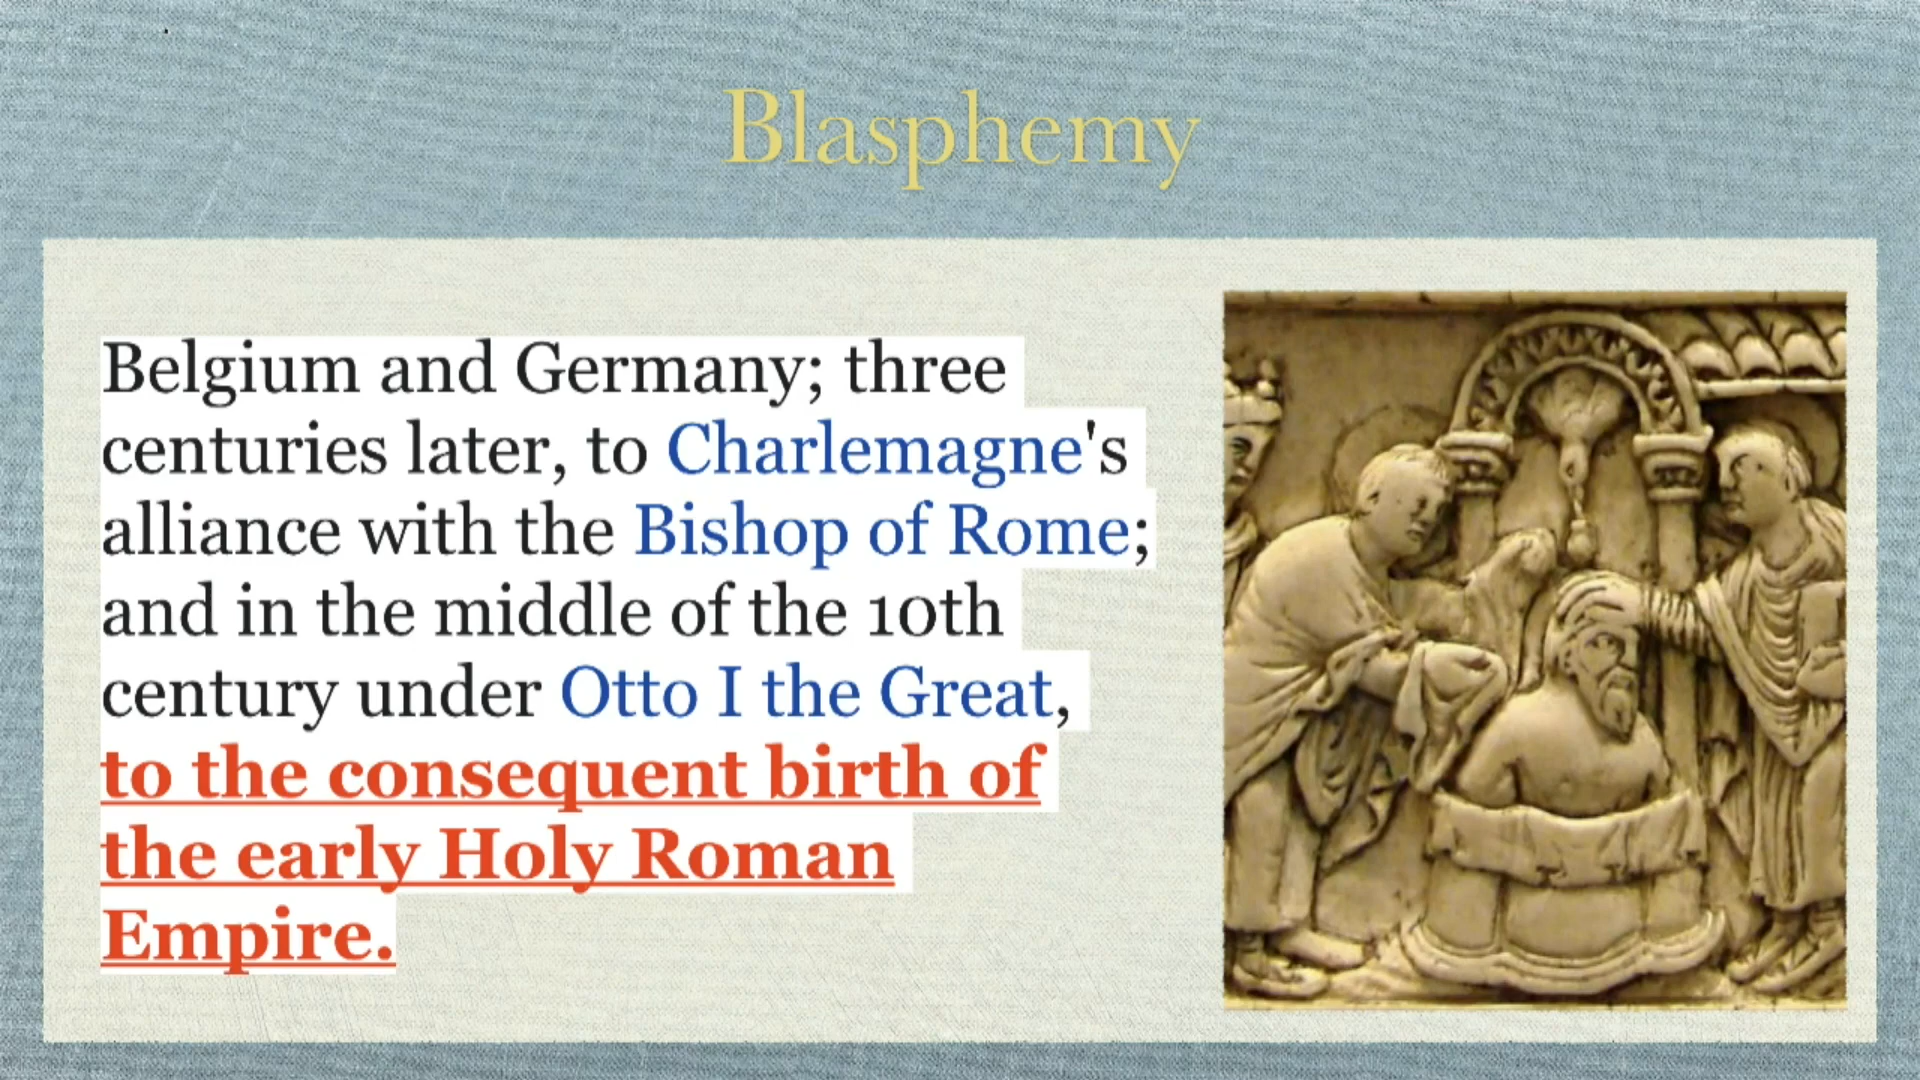 Blasphemy
Belgium and Germany; three
centuries later, to Charlemagne's
alliance with the Bishop of Rome;
and in the middle of the 10th
century under Otto I the Great,
to the consequent birth of
the early Holy Roman
Empire.